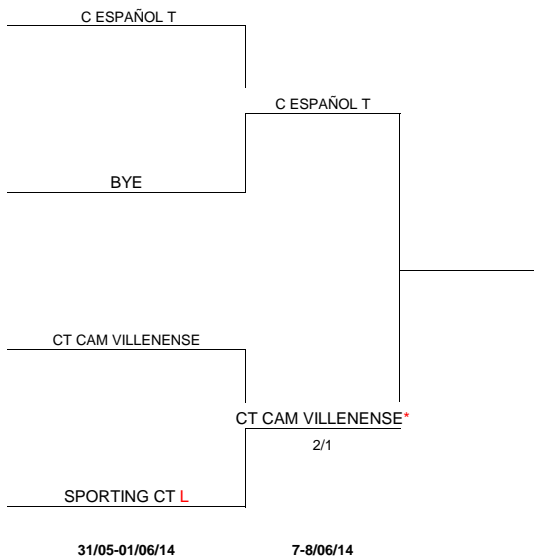 C ESPAÑOL T
C ESPAÑOL T
BYE
CT CAM VILLENENSE
CT CAM VILLENENSE*
2/1
SPORTING CT L
31/05-01/06/14 7-8/06/14